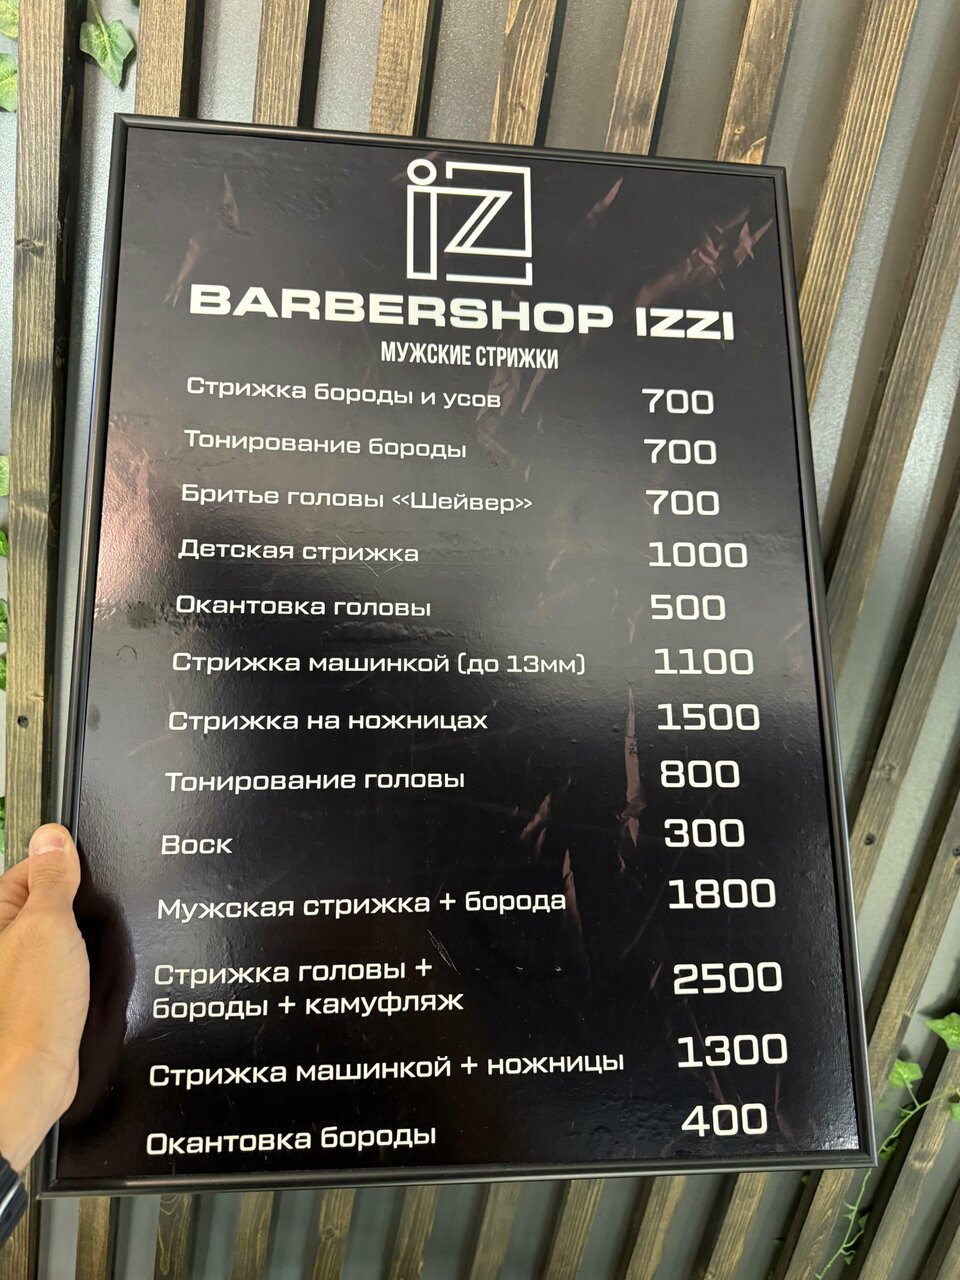 iZ
BARBERSHOP IZZI
МУЖСКИЕ СТРИЖКИ
Стрижка бороды и усов 700
Тонирование бороды 700
Бритье головы «Шейвер» 700
Детская стрижка 1000
Окантовка головы 500
Стрижка машинкой (до 13мм) 1100
Стрижка на ножницах 1500
Тонирование головы 800
Воск 300
Мужская стрижка + борода 1800
Стрижка головы +
бороды + камуфляж 2500
Стрижка машинкой + ножницы 1300
Окантовка бороды 400